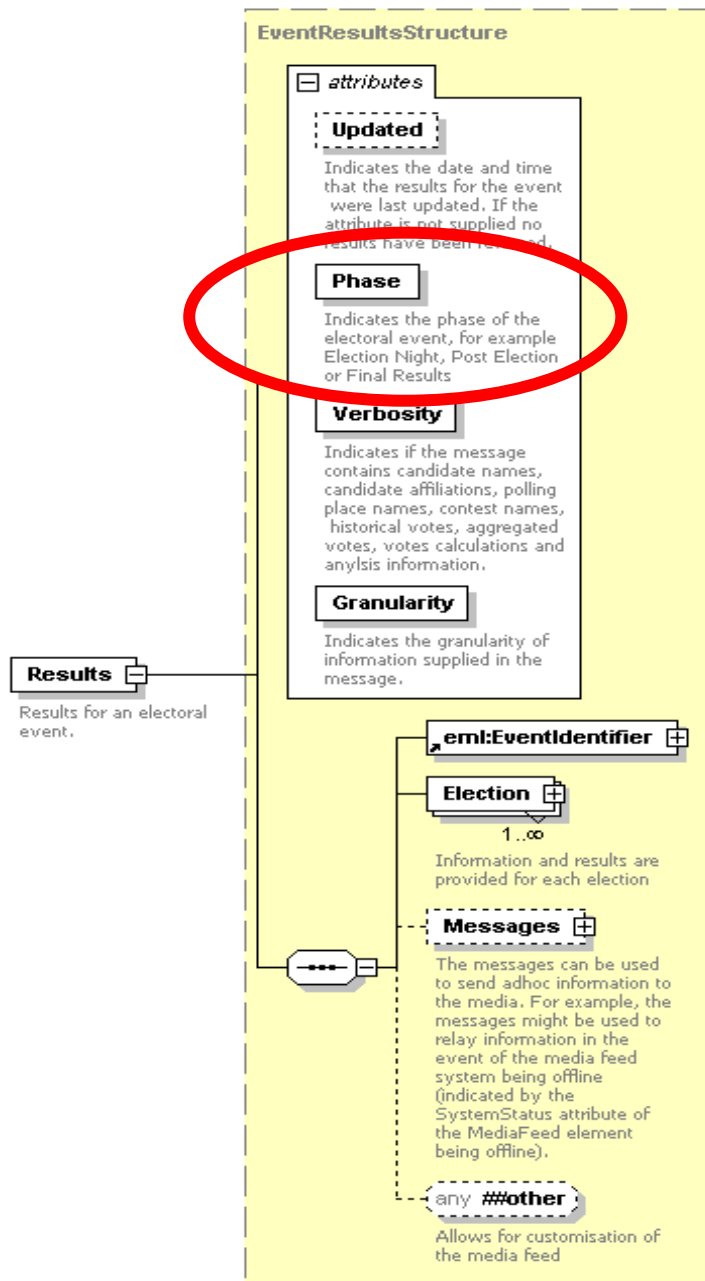 EventResultsStructure
attributes
Updated
Indicates the date and time
that the results for the event
were last updated. If the
attribute is not supplied no
results have been
Phase
Indicates the phase of the
electoral event, for example
Election Night, Post Election
or Final Results
Verbosity
Indicates if the message
contains candidate names,
candidate affiliations, polling
place names, contest names,
historical votes, aggregated
votes, votes calculations and
anylsis information.
Granularity
Indicates the granularity of
information supplied in the
message.
Results
Results for an electoral
event.
eml:EventIdentifier
Election
1..∞
Information and results are
provided for each election
Messages
The messages can be used
to send adhoc information to
the media. For example, the
messages might be used to
relay information in the
event of the media feed
system being offline
(indicated by the
SystemStatus attribute of
the MediaFeed element
being offline).
any ##other
Allows for customisation of
the media feed